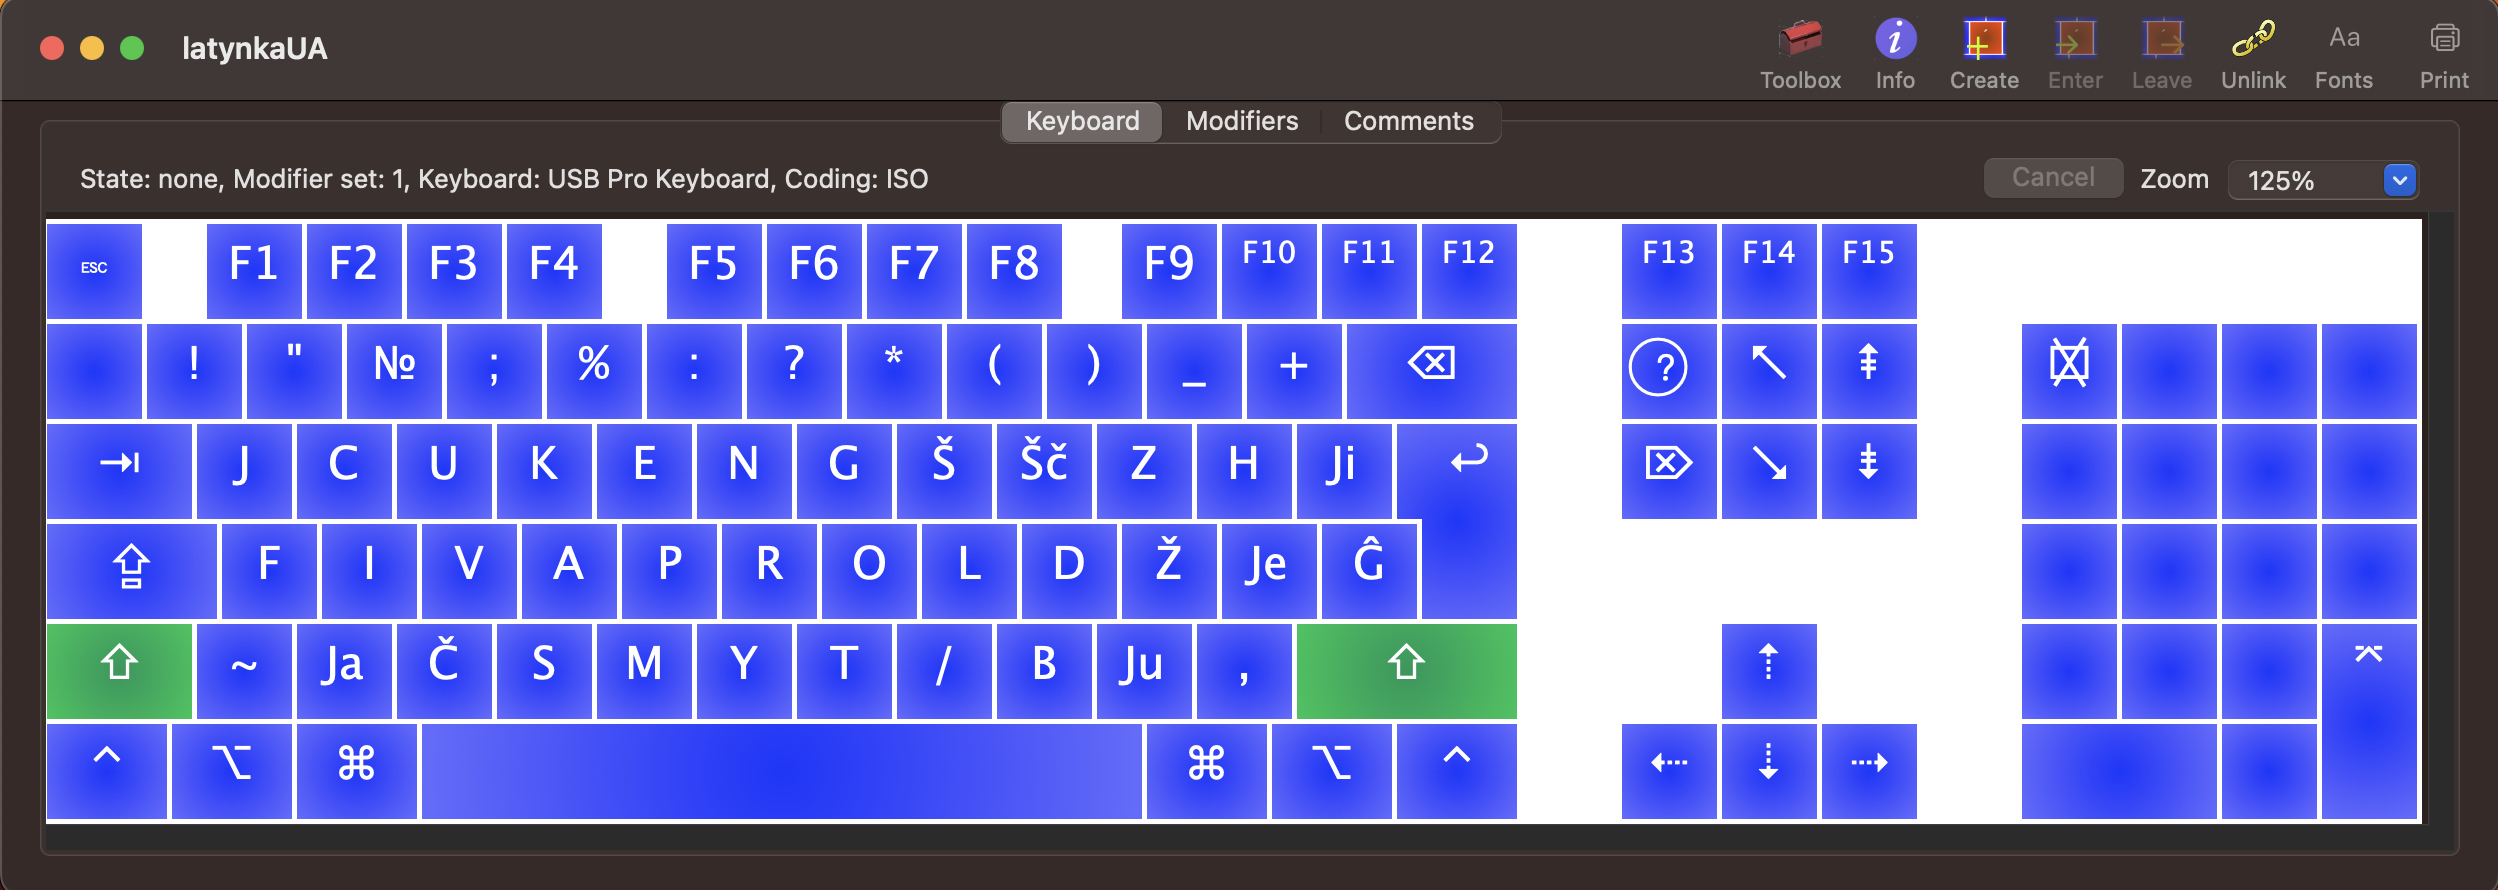 latynkaUA
Toolbox Info Create Enter Leave Unlink Fonts Print
Aa
Keyboard Modifiers Comments
State: none, Modifier set: 1, Keyboard: USB Pro Keyboard, Coding: ISO
Cancel Zoom 125%
ESC F1 F2 F3 F4 F5 F6 F7 F8 F9 F10 F11 F12 F13 F14 F15
! " № ; % : ? * ( ) _ + ⌫ ? ↖ ⇞
⇥ J C U K E N G Š Šč Z H Ji ↩ ⌦ ↘ ⇟
⇪ F I V A P R O L D Ž Je Ĝ
⇧ ~ Ja Č S M Y T / B Ju , ⇧ ⇡ ⌤
⌃ ⌥ ⌘ ⌘ ⌥ ⌃ ⇠ ⇣ ⇢